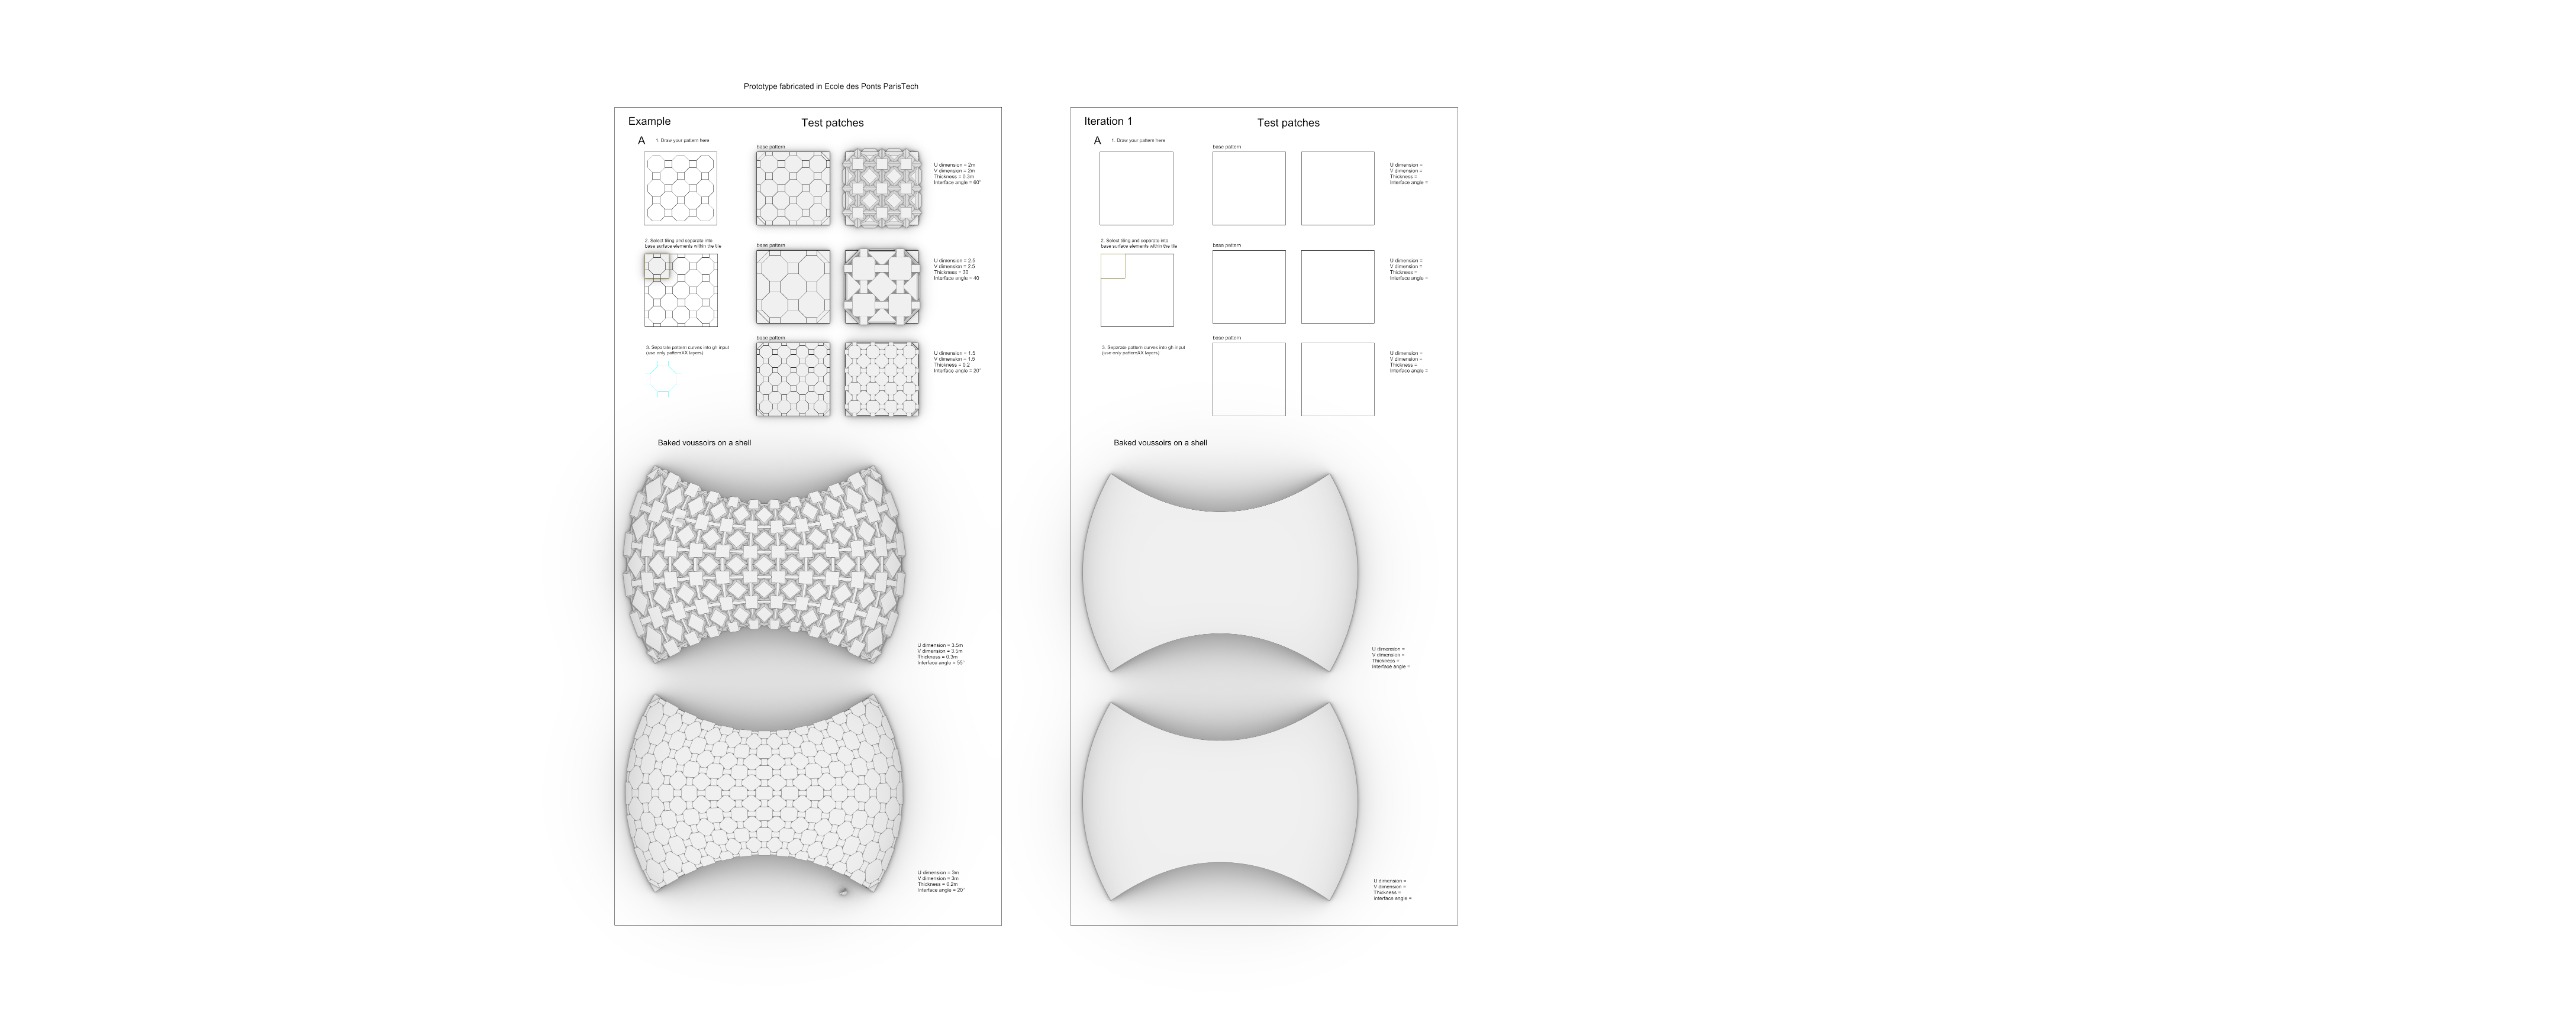 Prototype fabricated in Ecole des Ponts ParisTech
Example
Test patches
A
1. Draw your pattern here
base pattern
U dimension = 2m
V dimension = 2m
Thickness = 0.3m
Interface angle = 60°
2. Select tiling and separate into
base surface elements within the tile
base pattern
U dimension = 2.5
V dimension = 2.5
Thickness = 30
Interface angle = 40
3. Separate pattern curves into gh input
(use only patternXX layers)
base pattern
U dimension = 1.5
V dimension = 1.5
Thickness = 0.2
Interface angle = 20°
Baked voussoirs on a shell
U dimension = 3.5m
V dimension = 3.5m
Thickness = 0.3m
Interface angle = 55°
U dimension = 3m
V dimension = 3m
Thickness = 0.2m
Interface angle = 20°
Iteration 1
Test patches
A
1. Draw your pattern here
base pattern
U dimension =
V dimension =
Thickness =
Interface angle =
2. Select tiling and separate into
base surface elements within the tile
base pattern
U dimension =
V dimension =
Thickness =
Interface angle =
3. Separate pattern curves into gh input
(use only patternXX layers)
base pattern
U dimension =
V dimension =
Thickness =
Interface angle =
Baked voussoirs on a shell
U dimension =
V dimension =
Thickness =
Interface angle =
U dimension =
V dimension =
Thickness =
Interface angle =